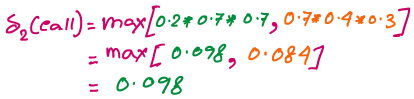 δ₂(call) = max[0.2*0.7*0.7, 0.7*0.4*0.3]
= max[0.098, 0.084]
= 0.098